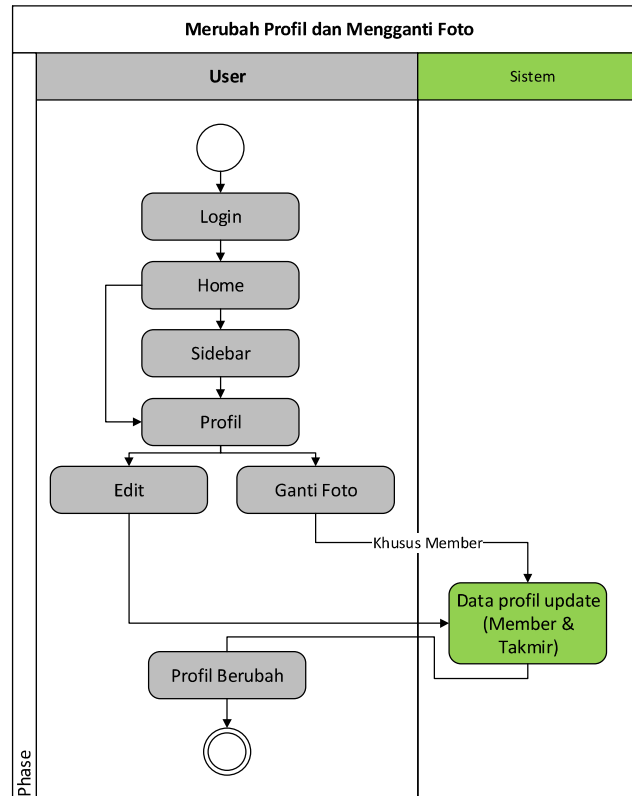 Merubah Profil dan Mengganti Foto
User
Sistem
Login
Home
Sidebar
Profil
Edit
Ganti Foto
Khusus Member
Data profil update
(Member &
Takmir)
Profil Berubah
Phase